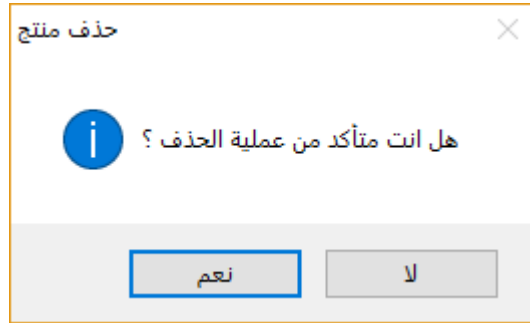 حذف منتج
هل انت متأكد من عملية الحذف ؟
نعم
لا